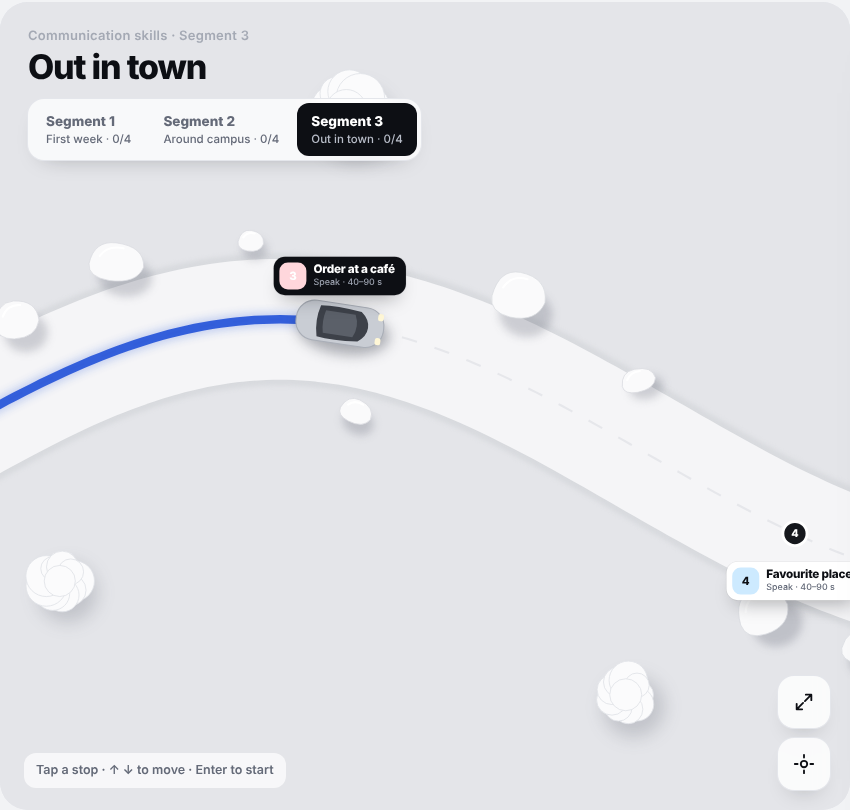 Communication skills · Segment 3
Out in town
Segment 1
First week · 0/4
Segment 2
Around campus · 0/4
Segment 3
Out in town · 0/4
3
Order at a café
Speak · 40–90 s
4
4
Favourite place
Speak · 40–90 s
Tap a stop · ↑ ↓ to move · Enter to start